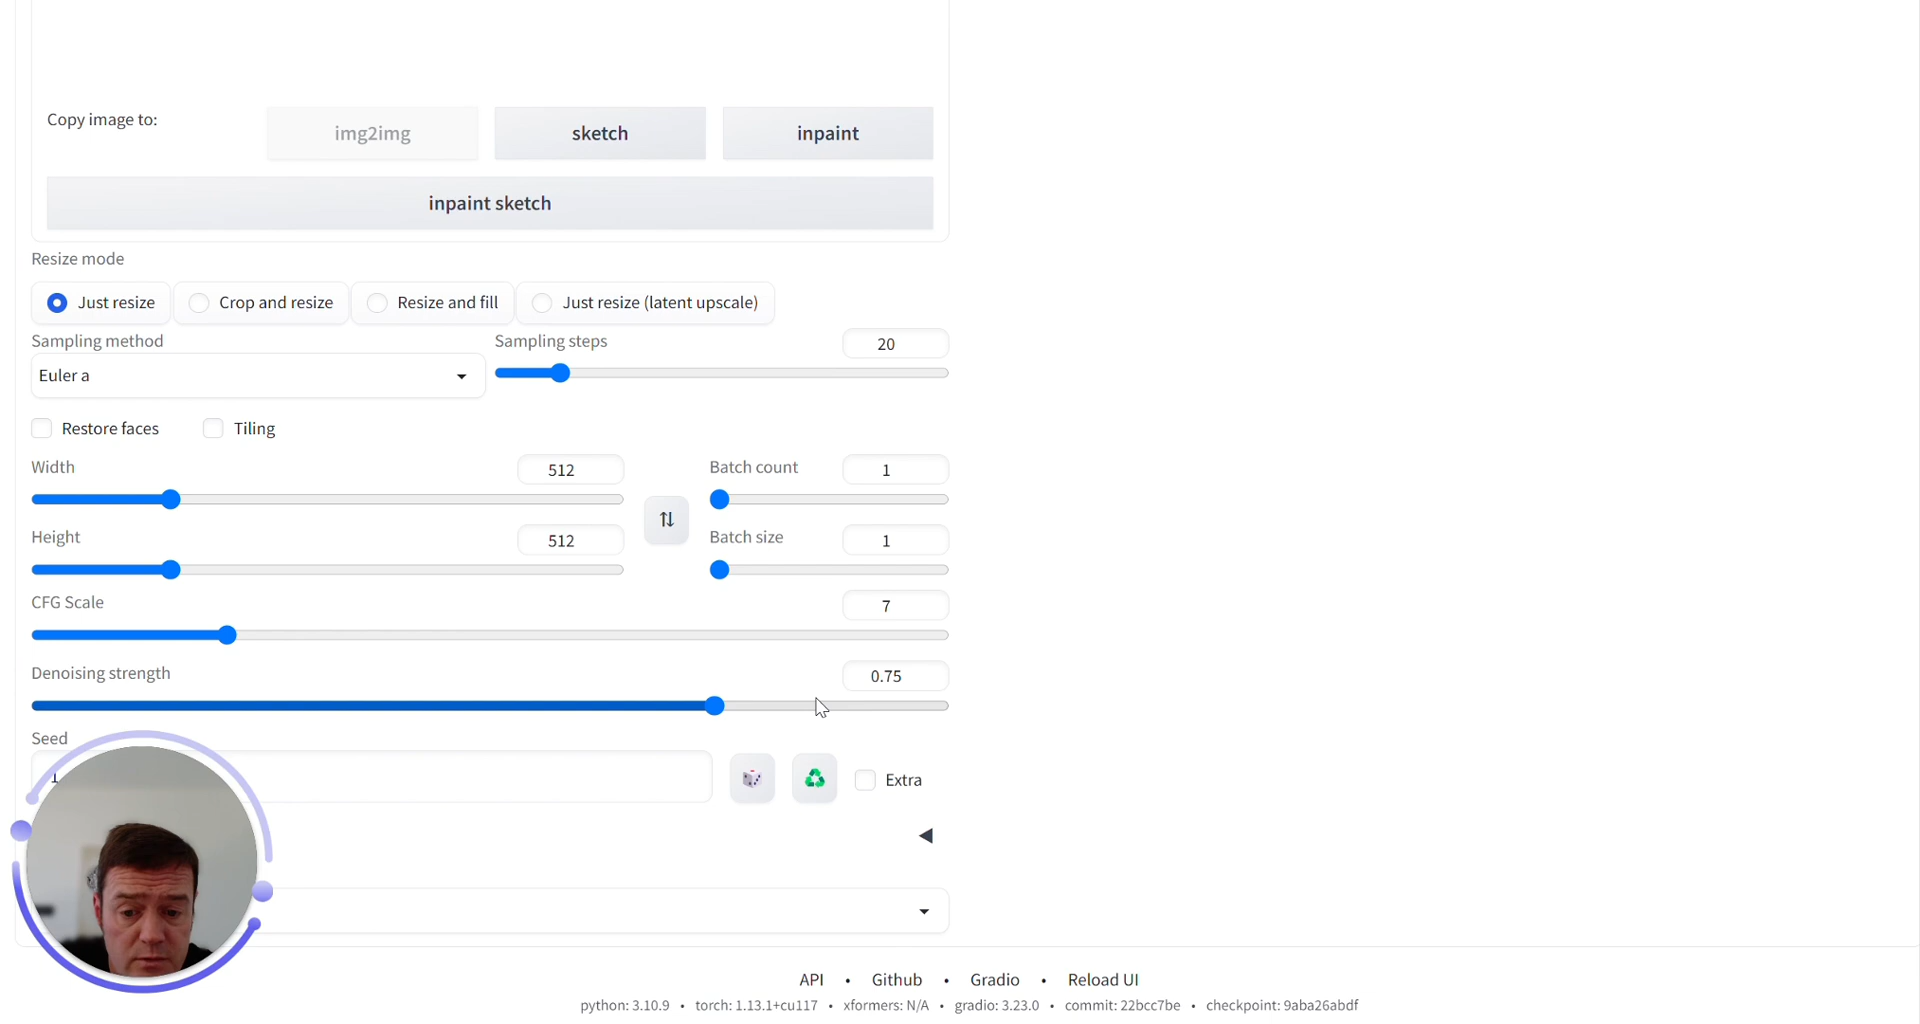 Copy image to:
img2img
sketch
inpaint
inpaint sketch
Resize mode
Just resize
Crop and resize
Resize and fill
Just resize (latent upscale)
Sampling method
Sampling steps
20
Euler a
Restore faces
Tiling
Width
512
Batch count
1
Height
512
Batch size
1
CFG Scale
7
Denoising strength
0.75
Seed
1
Extra
API • Github • Gradio • Reload UI
python: 3.10.9 • torch: 1.13.1+cu117 • xformers: N/A • gradio: 3.23.0 • commit: 22bcc7be • checkpoint: 9aba26abdf